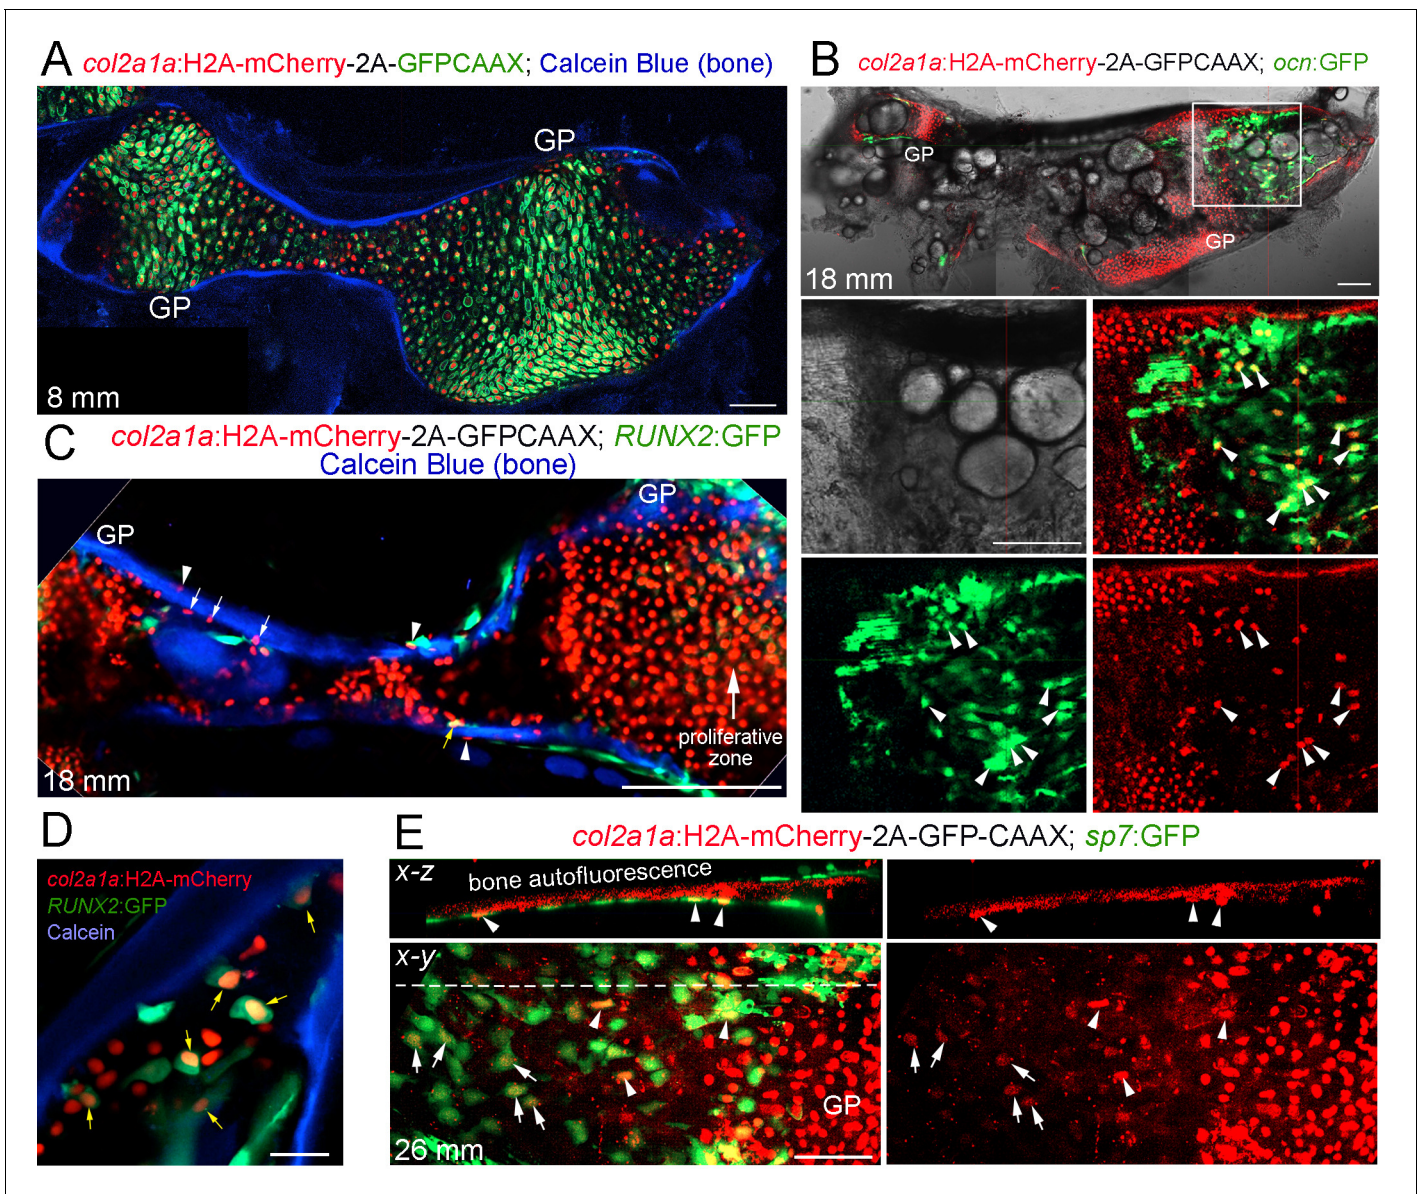 A
col2a1a:H2A-mCherry-2A-GFPCAAX; Calcein Blue (bone)
GP
GP
8 mm
B
col2a1a:H2A-mCherry-2A-GFPCAAX; ocn:GFP
GP
GP
18 mm
C
col2a1a:H2A-mCherry-2A-GFPCAAX; RUNX2:GFP
Calcein Blue (bone)
GP
GP
proliferative
zone
18 mm
D
col2a1a:H2A-mCherry
RUNX2:GFP
Calcein
E
col2a1a:H2A-mCherry-2A-GFP-CAAX; sp7:GFP
x-z
bone autofluorescence
x-y
GP
26 mm